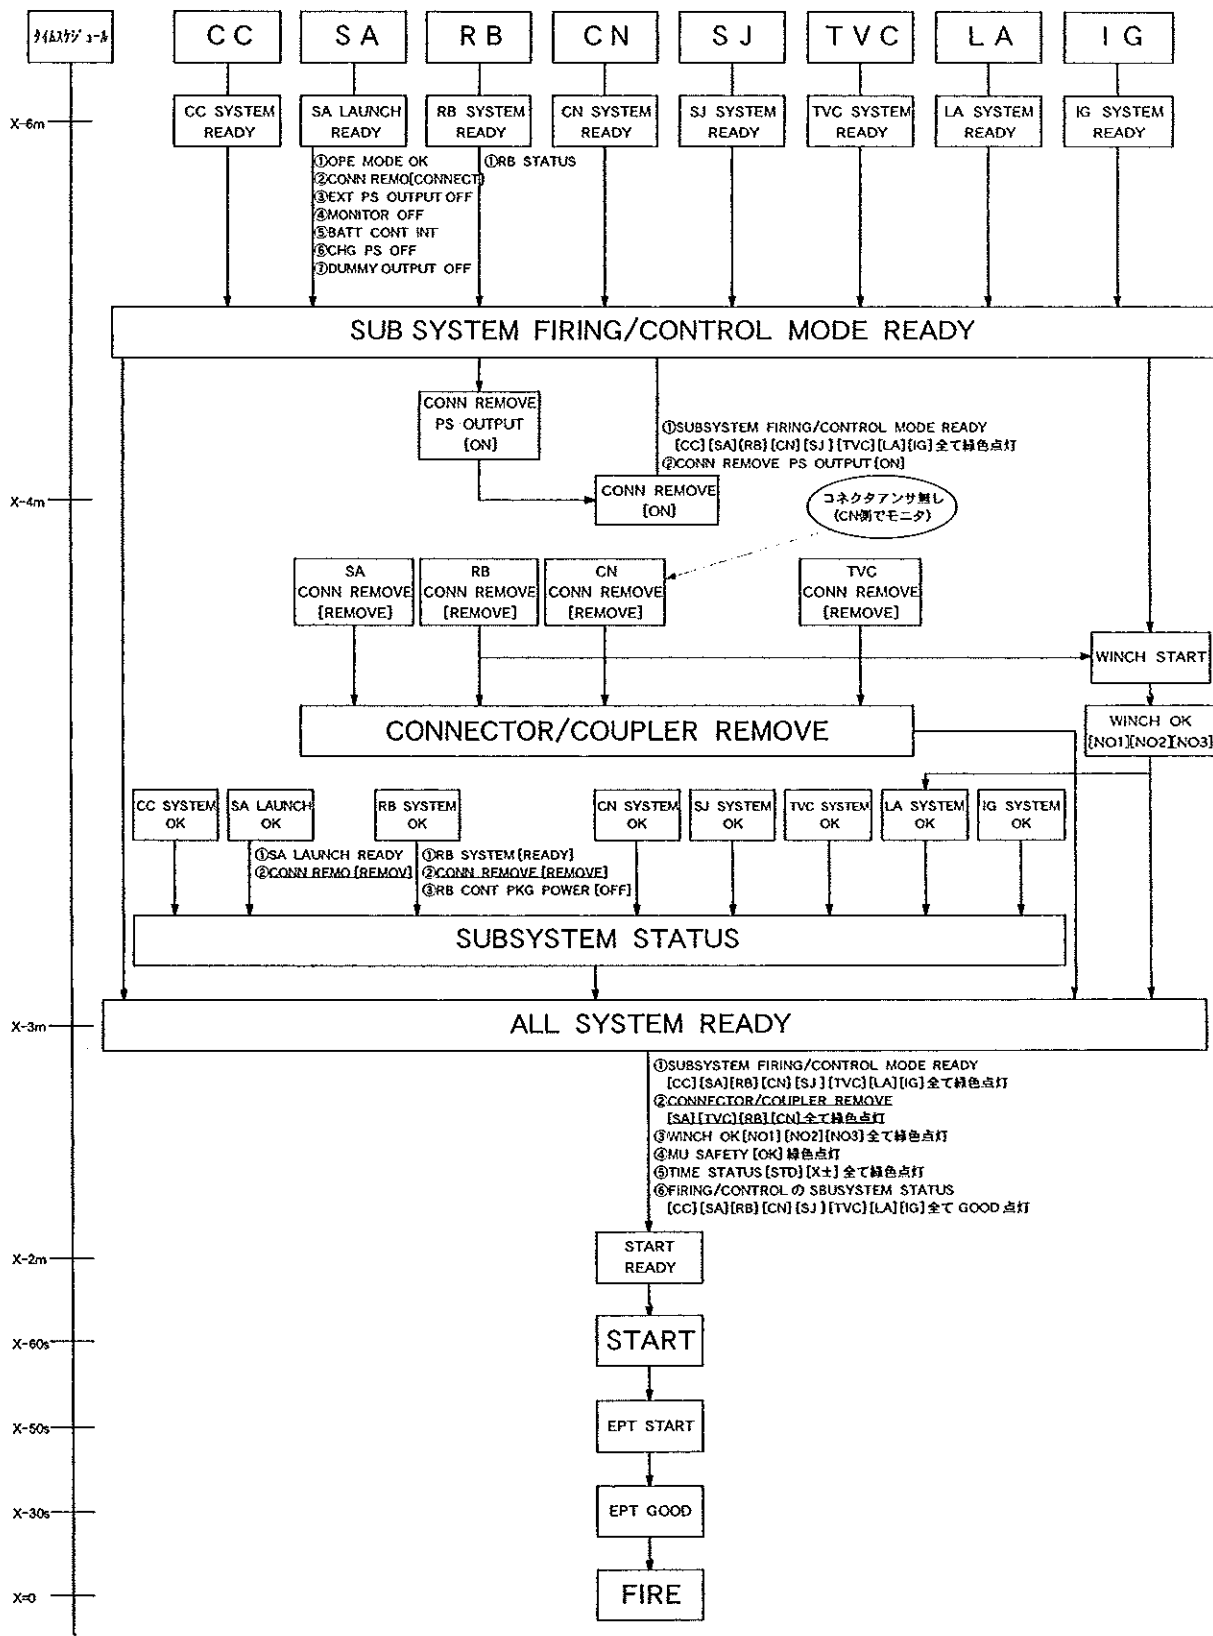 タイムスケジュール
CC
SA
RB
CN
SJ
TVC
LA
IG
X-6m
CC SYSTEM
READY
SA LAUNCH
READY
RB SYSTEM
READY
CN SYSTEM
READY
SJ SYSTEM
READY
TVC SYSTEM
READY
LA SYSTEM
READY
IG SYSTEM
READY
①OPE MODE OK
②CONN REMO[CONNECT]
③EXT PS OUTPUT OFF
④MONITOR OFF
⑤BATT CONT INT
⑥CHG PS OFF
⑦DUMMY OUTPUT OFF
①RB STATUS
SUB SYSTEM FIRING/CONTROL MODE READY
CONN REMOVE
PS OUTPUT
[ON]
①SUBSYSTEM FIRING/CONTROL MODE READY
[CC][SA][RB][CN][SJ][TVC][LA][IG]全て緑色点灯
②CONN REMOVE PS OUTPUT[ON]
X-4m
CONN REMOVE
[ON]
コネクタアンサ無し
(CN側でモニタ)
SA
CONN REMOVE
[REMOVE]
RB
CONN REMOVE
[REMOVE]
CN
CONN REMOVE
[REMOVE]
TVC
CONN REMOVE
[REMOVE]
WINCH START
CONNECTOR/COUPLER REMOVE
WINCH OK
[NO1][NO2][NO3]
CC SYSTEM
OK
SA LAUNCH
OK
RB SYSTEM
OK
CN SYSTEM
OK
SJ SYSTEM
OK
TVC SYSTEM
OK
LA SYSTEM
OK
IG SYSTEM
OK
①SA LAUNCH READY
②CONN REMO [REMOV]
①RB SYSTEM[READY]
②CONN REMOVE [REMOVE]
③RB CONT PKG POWER [OFF]
SUBSYSTEM STATUS
X-3m
ALL SYSTEM READY
①SUBSYSTEM FIRING/CONTROL MODE READY
[CC][SA][RB][CN][SJ][TVC][LA][IG]全て緑色点灯
②CONNECTOR/COUPLER REMOVE
[SA][TVC][RB][CN]全て緑色点灯
③WINCH OK[NO1][NO2][NO3]全て緑色点灯
④MU SAFETY [OK]緑色点灯
⑤TIME STATUS[STD][X±]全て緑色点灯
⑥FIRING/CONTROLのSBUSYSTEM STATUS
[CC][SA][RB][CN][SJ][TVC][LA][IG]全てGOOD点灯
X-2m
START
READY
X-60s
START
X-50s
EPT START
X-30s
EPT GOOD
X=0
FIRE